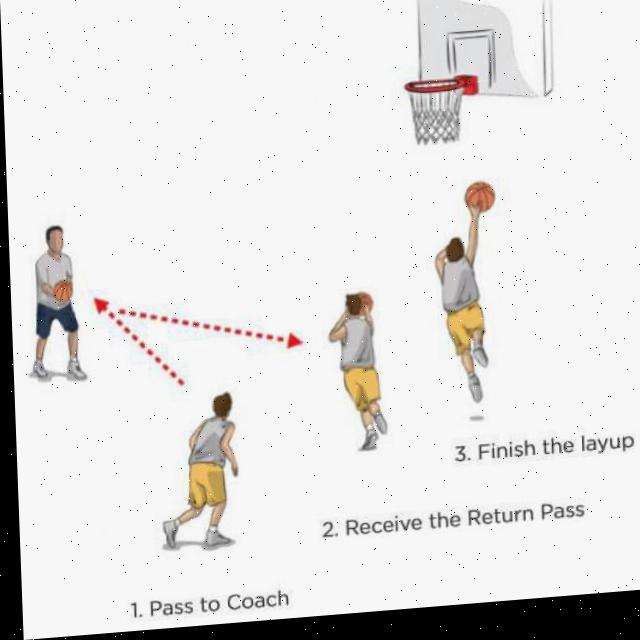 3. Finish the layup
2. Receive the Return Pass
1. Pass to Coach